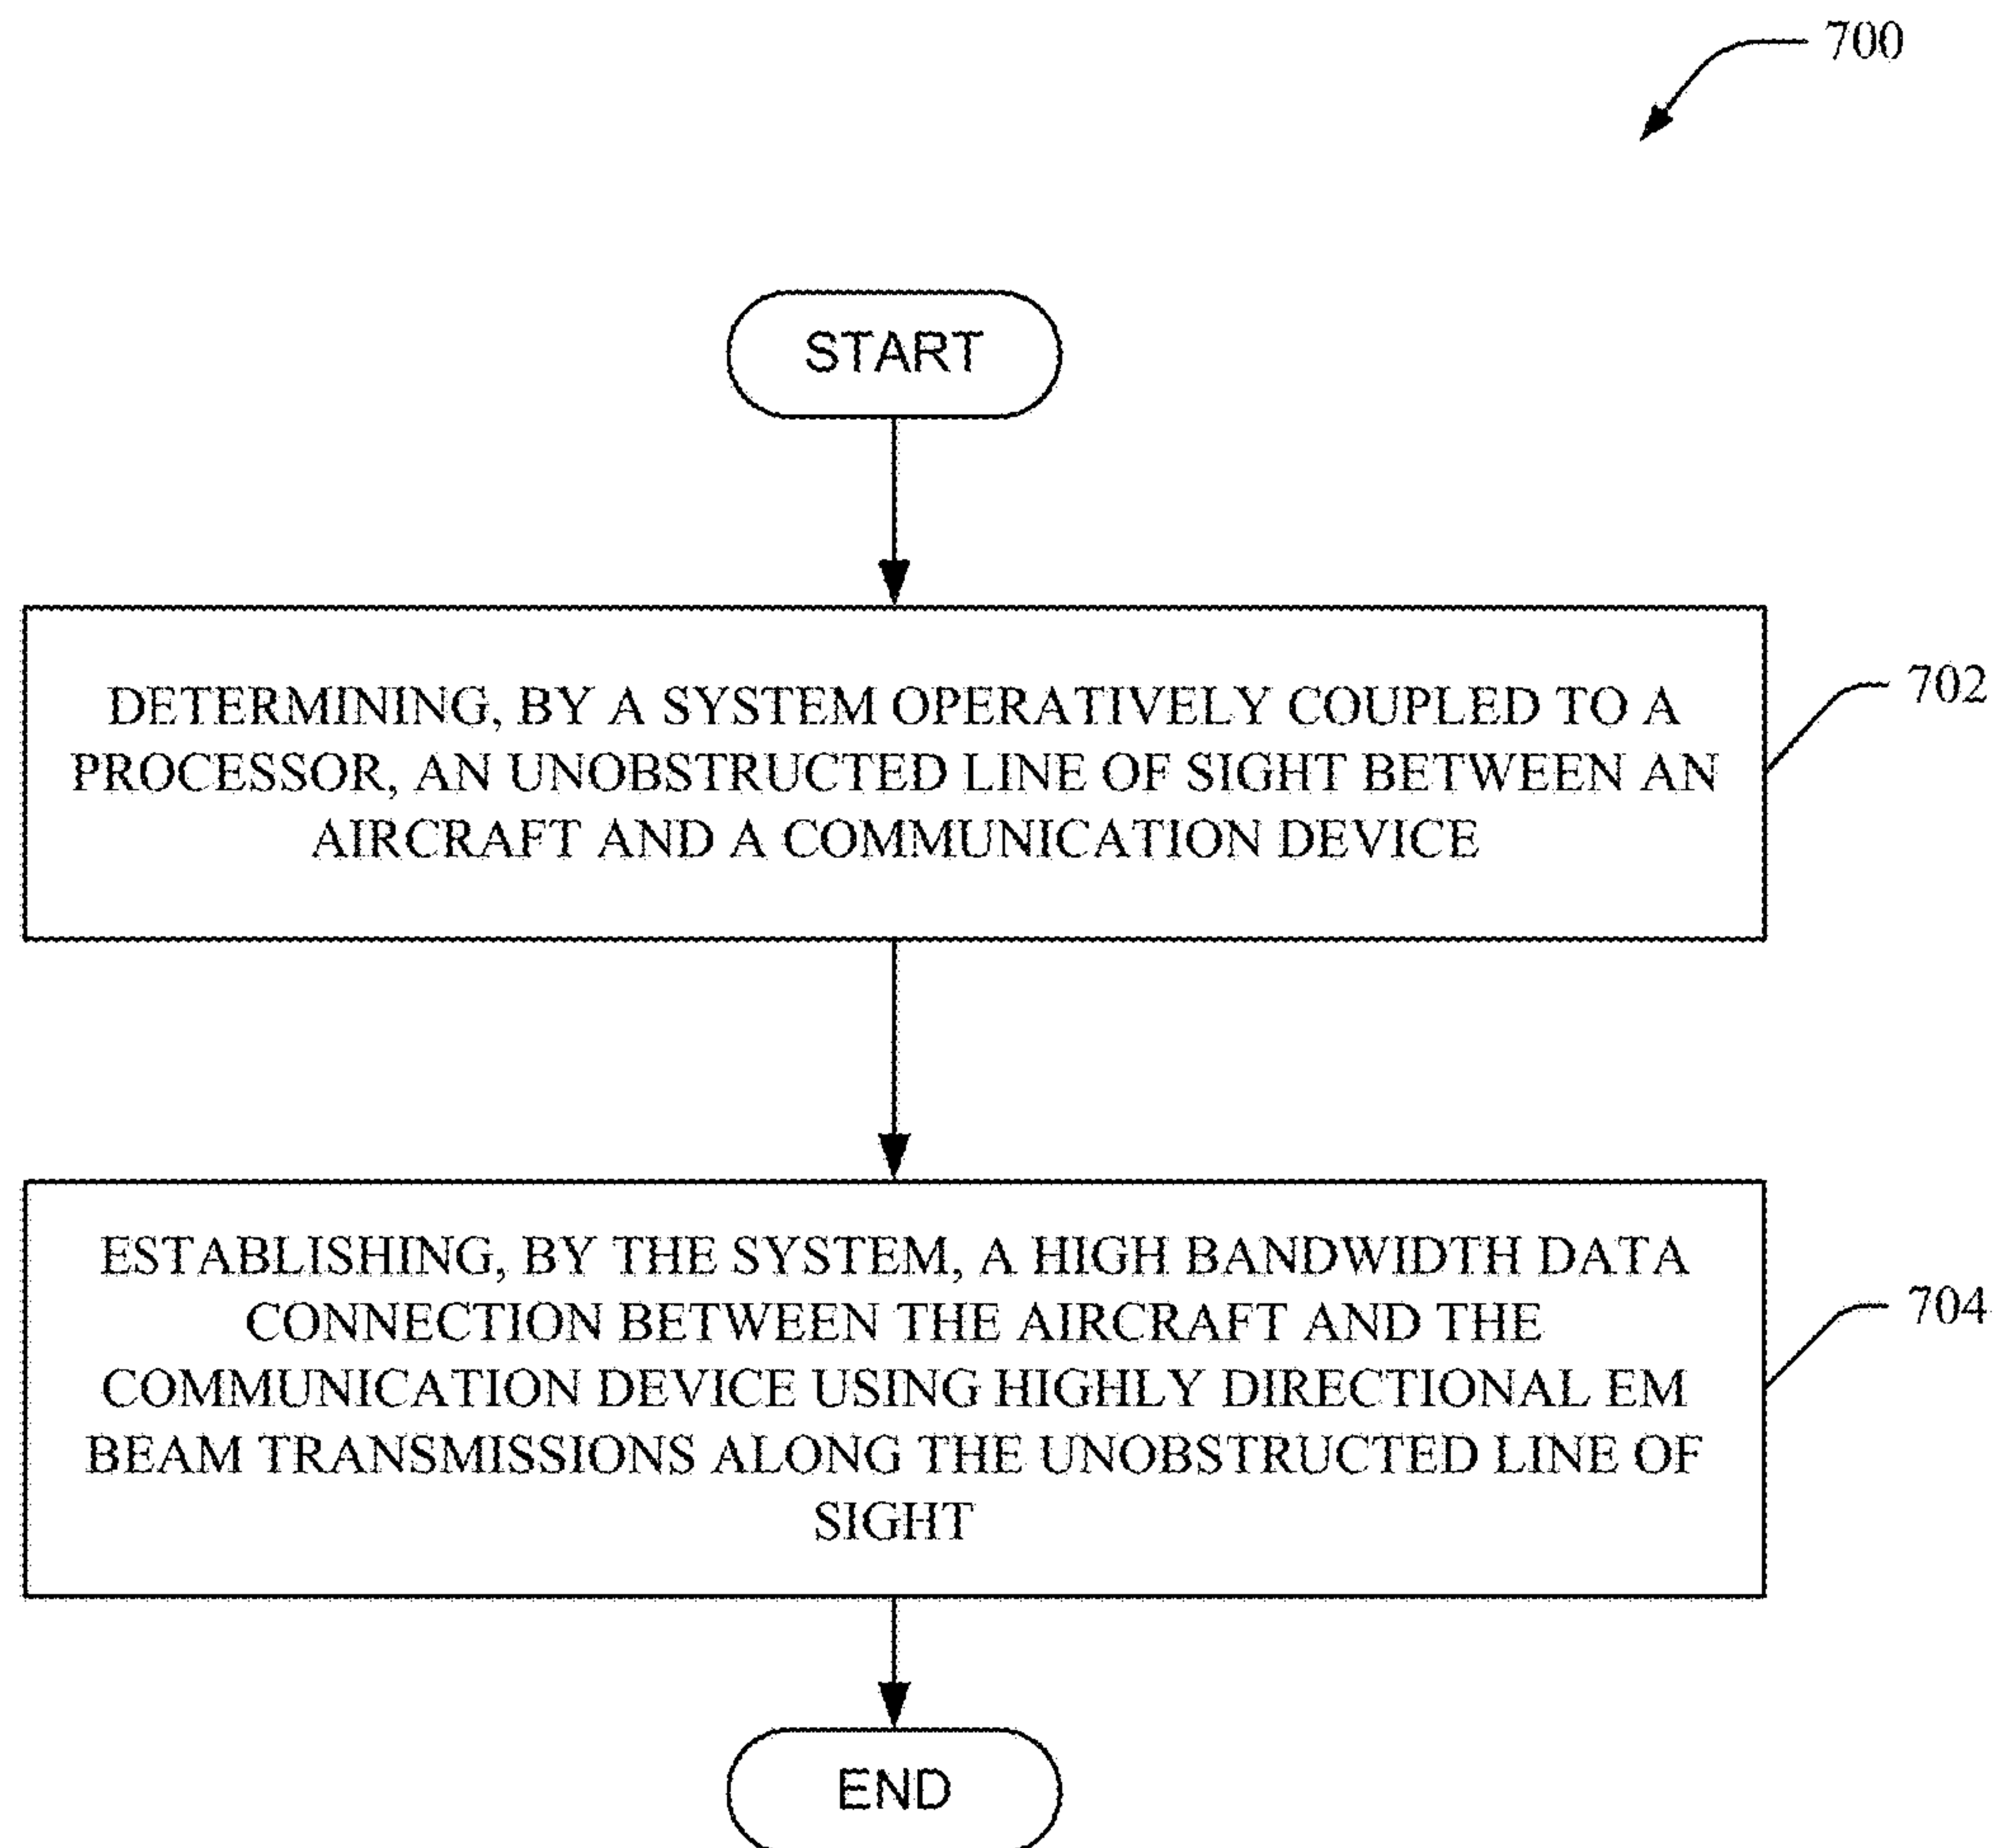 700
START
DETERMINING, BY A SYSTEM OPERATIVELY COUPLED TO A
PROCESSOR, AN UNOBSTRUCTED LINE OF SIGHT BETWEEN AN
AIRCRAFT AND A COMMUNICATION DEVICE
702
ESTABLISHING, BY THE SYSTEM, A HIGH BANDWIDTH DATA
CONNECTION BETWEEN THE AIRCRAFT AND THE
COMMUNICATION DEVICE USING HIGHLY DIRECTIONAL EM
BEAM TRANSMISSIONS ALONG THE UNOBSTRUCTED LINE OF
SIGHT
704
END